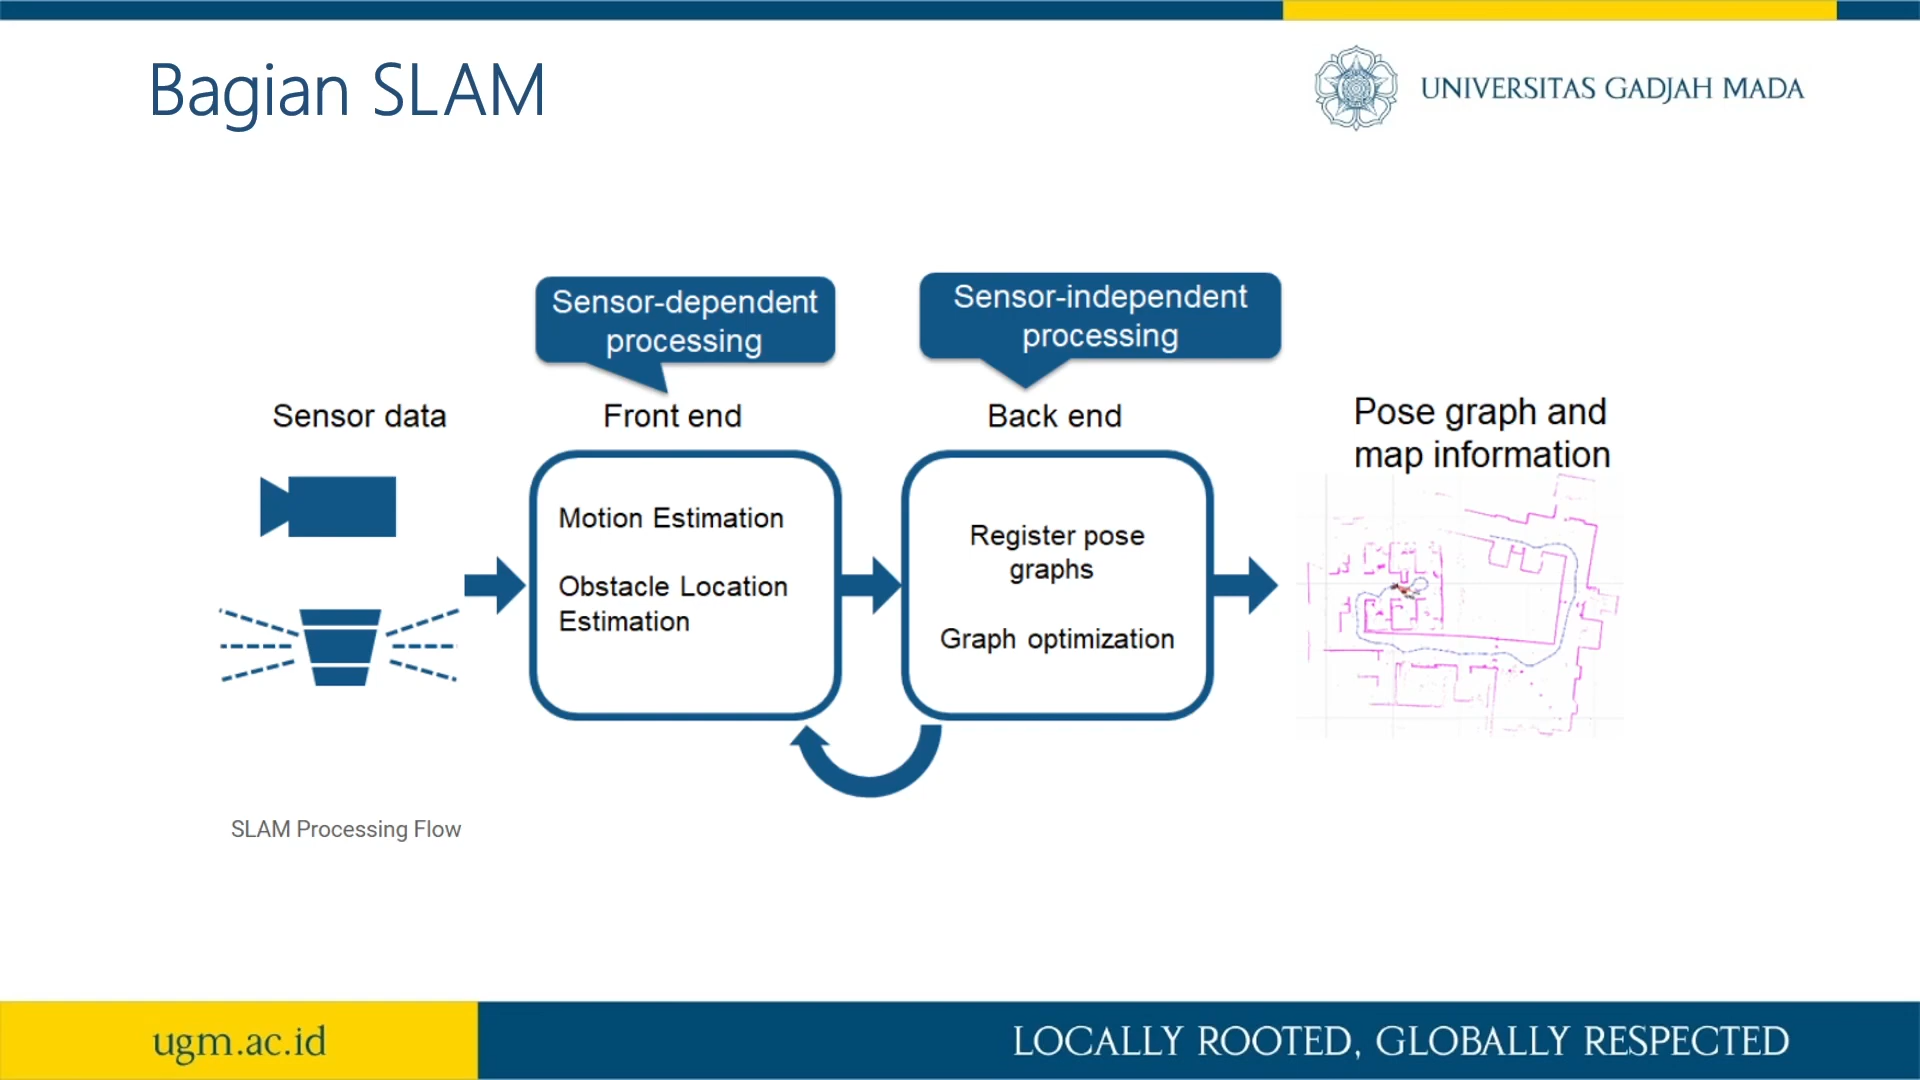 Bagian SLAM
UNIVERSITAS GADJAH MADA
Sensor-dependent
processing
Sensor-independent
processing
Sensor data
Front end
Back end
Pose graph and
map information
Motion Estimation
Obstacle Location
Estimation
Register pose
graphs
Graph optimization
SLAM Processing Flow
ugm.ac.id
LOCALLY ROOTED, GLOBALLY RESPECTED